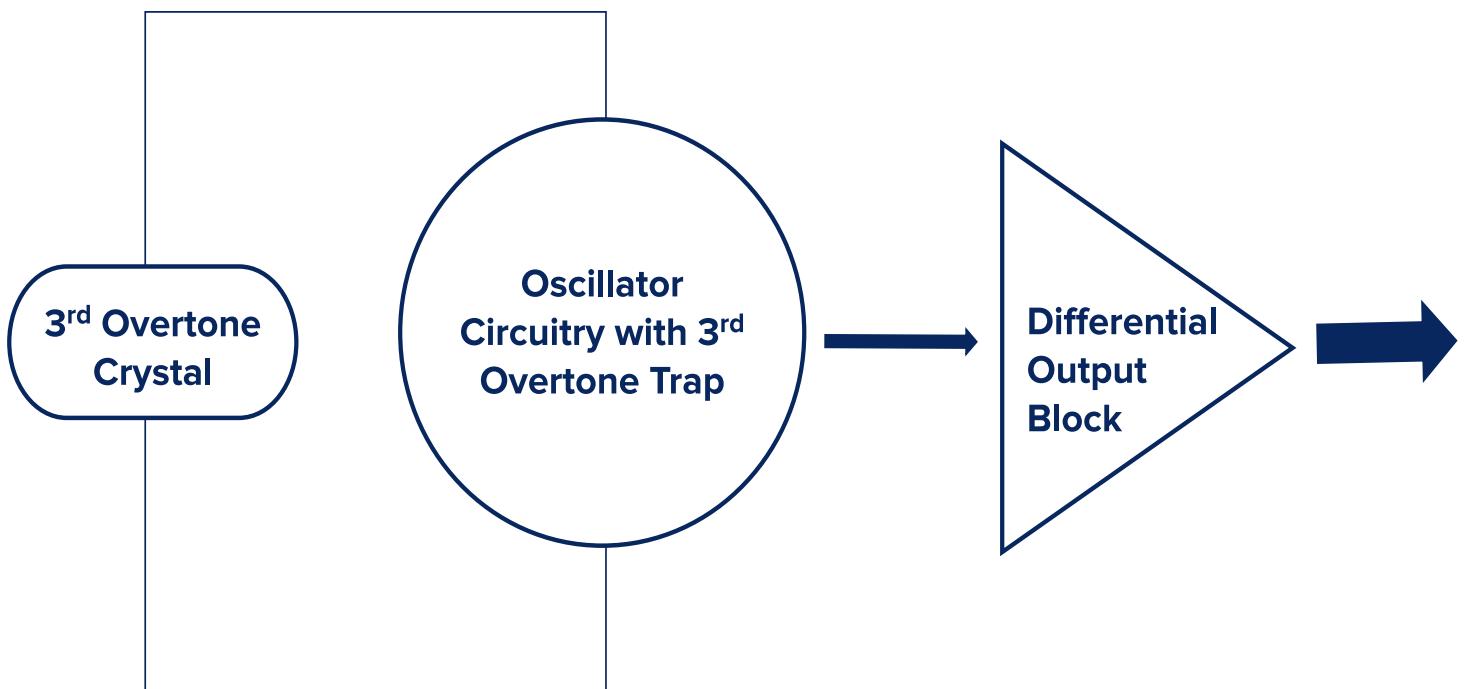 3rd Overtone
Crystal
Oscillator
Circuitry with 3rd
Overtone Trap
Differential
Output
Block